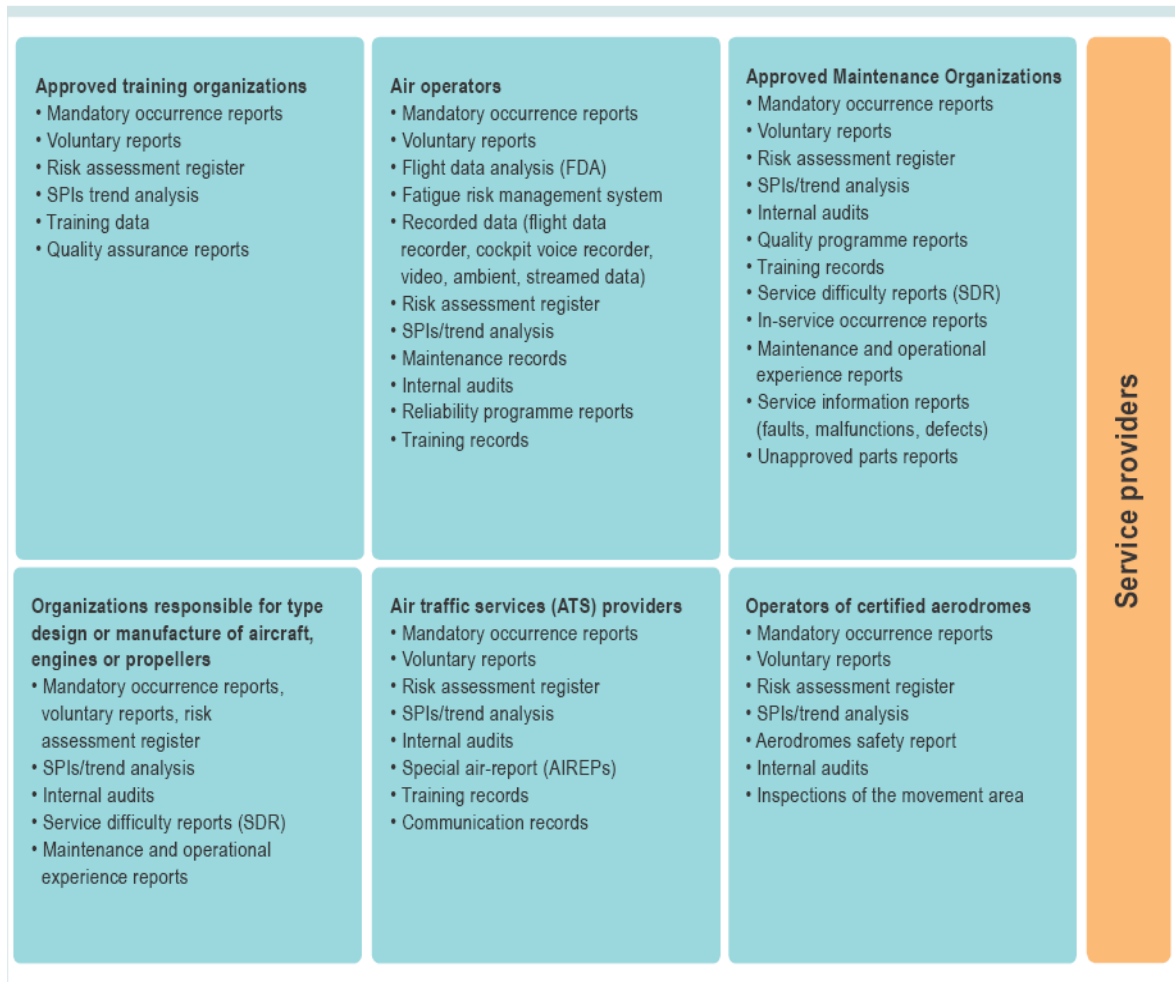 Approved training organizations
• Mandatory occurrence reports
• Voluntary reports
• Risk assessment register
• SPIs trend analysis
• Training data
• Quality assurance reports
Air operators
• Mandatory occurrence reports
• Voluntary reports
• Flight data analysis (FDA)
• Fatigue risk management system
• Recorded data (flight data
recorder, cockpit voice recorder,
video, ambient, streamed data)
• Risk assessment register
• SPIs/trend analysis
• Maintenance records
• Internal audits
• Reliability programme reports
• Training records
Approved Maintenance Organizations
• Mandatory occurrence reports
• Voluntary reports
• Risk assessment register
• SPIs/trend analysis
• Internal audits
• Quality programme reports
• Training records
• Service difficulty reports (SDR)
• In-service occurrence reports
• Maintenance and operational
experience reports
• Service information reports
(faults, malfunctions, defects)
• Unapproved parts reports
Organizations responsible for type
design or manufacture of aircraft,
engines or propellers
• Mandatory occurrence reports,
voluntary reports, risk
assessment register
• SPIs/trend analysis
• Internal audits
• Service difficulty reports (SDR)
• Maintenance and operational
experience reports
Air traffic services (ATS) providers
• Mandatory occurrence reports
• Voluntary reports
• Risk assessment register
• SPIs/trend analysis
• Internal audits
• Special air-report (AIREPs)
• Training records
• Communication records
Operators of certified aerodromes
• Mandatory occurrence reports
• Voluntary reports
• Risk assessment register
• SPIs/trend analysis
• Aerodromes safety report
• Internal audits
• Inspections of the movement area
Service providers